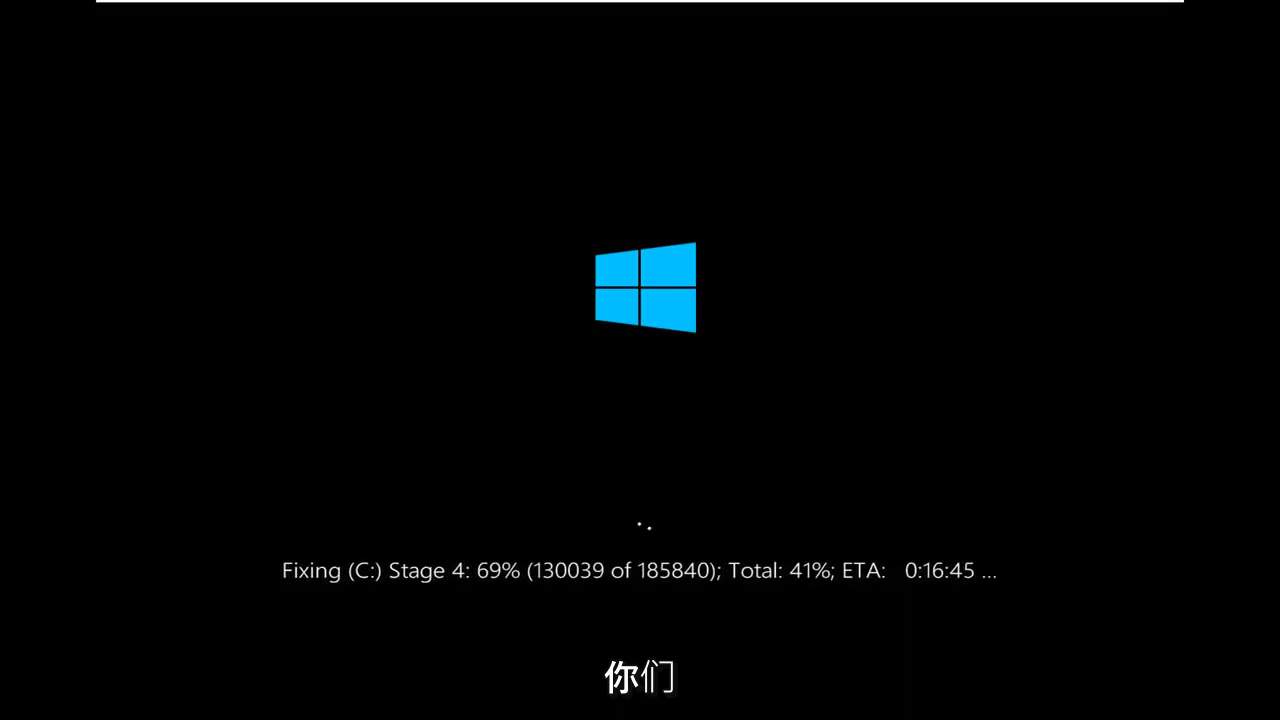 Fixing (C:) Stage 4: 69% (130039 of 185840); Total: 41%; ETA:   0:16:45 ...
你们